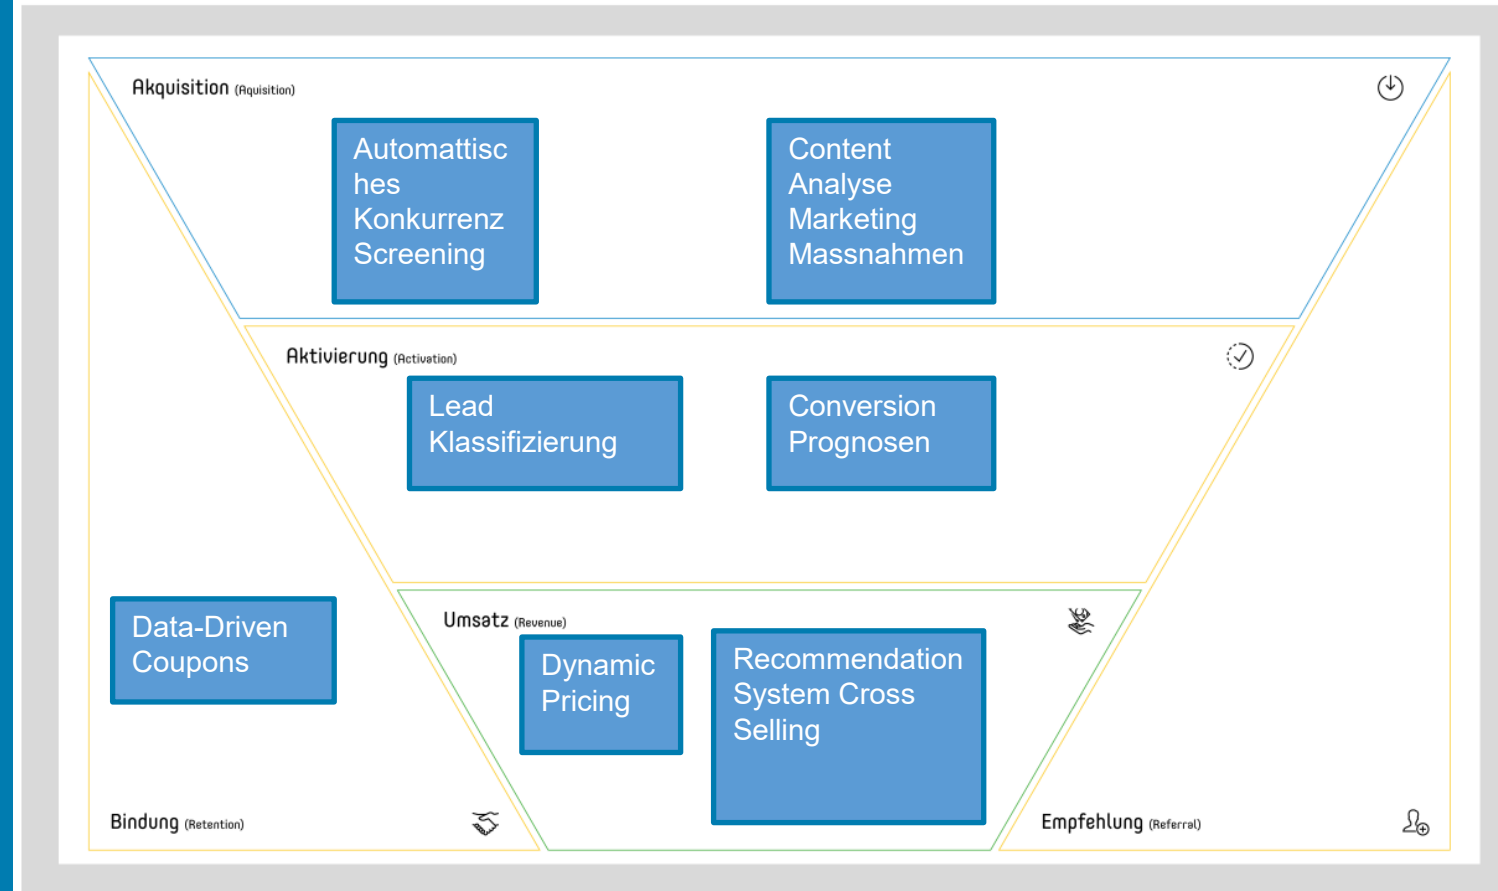 Akquisition (Aquisition)
Automattisc
hes
Konkurrenz
Screening
Content
Analyse
Marketing
Massnahmen
Aktivierung (Activation)
Lead
Klassifizierung
Conversion
Prognosen
Data-Driven
Coupons
Umsatz (Revenue)
Dynamic
Pricing
Recommendation
System Cross
Selling
Bindung (Retention)
Empfehlung (Referral)